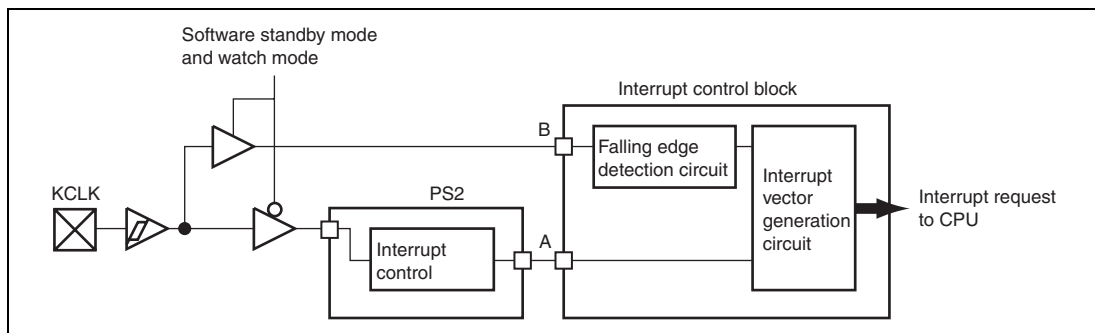 Software standby mode
and watch mode
Interrupt control block
B
Falling edge
detection circuit
KCLK
PS2
Interrupt
vector
generation
circuit
Interrupt request
to CPU
A
Interrupt
control